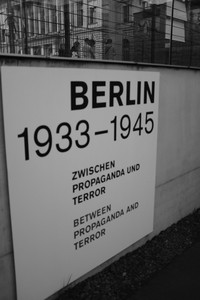 BERLIN
1933–1945
ZWISCHEN
PROPAGANDA UND
TERROR
BETWEEN
PROPAGANDA AND
TERROR